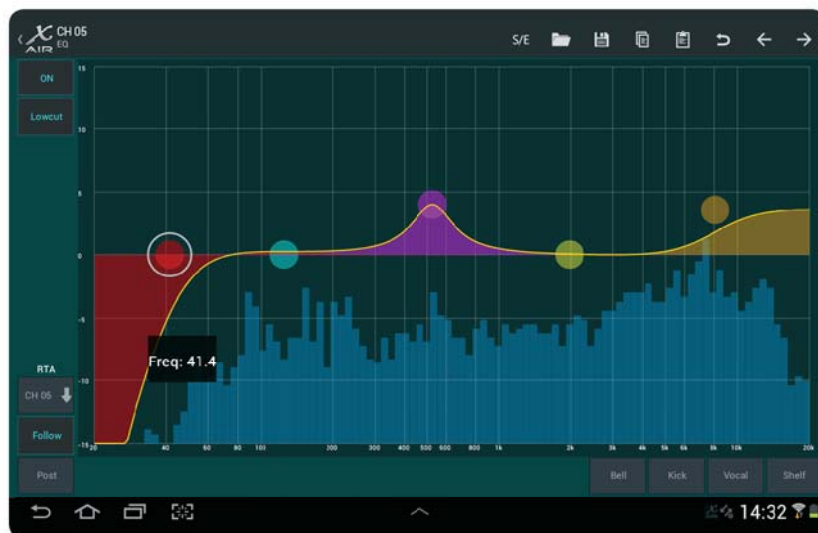 X AIR
CH 05
EQ
S/E
ON
Lowcut
15
10
5
0
-5
-10
-15
Freq: 41.4
RTA
CH 05
Follow
Post
20 40 60 80 100 200 300 400 500 600 800 1k 2k 3k 4k 5k 6k 8k 10k 20k
Bell Kick Vocal Shelf
14:32